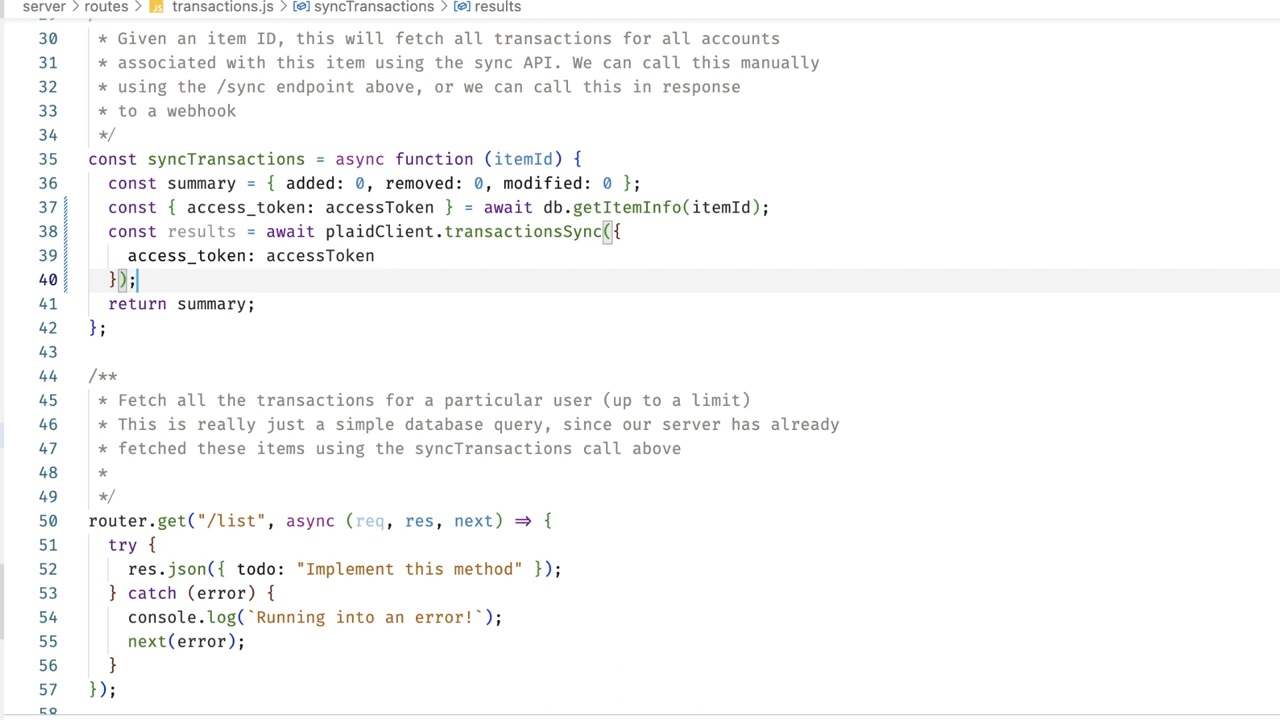 server > routes > JS transactions.js > syncTransactions > results
30 * Given an item ID, this will fetch all transactions for all accounts
31 * associated with this item using the sync API. We can call this manually
32 * using the /sync endpoint above, or we can call this in response
33 * to a webhook
34 */
35 const syncTransactions = async function (itemId) {
36 const summary = { added: 0, removed: 0, modified: 0 };
37 const { access_token: accessToken } = await db.getItemInfo(itemId);
38 const results = await plaidClient.transactionsSync({
39 access_token: accessToken
40 });
41 return summary;
42 };
43
44 /**
45 * Fetch all the transactions for a particular user (up to a limit)
46 * This is really just a simple database query, since our server has already
47 * fetched these items using the syncTransactions call above
48 *
49 */
50 router.get("/list", async (req, res, next) => {
51 try {
52 res.json({ todo: "Implement this method" });
53 } catch (error) {
54 console.log(`Running into an error!`);
55 next(error);
56 }
57 });
58